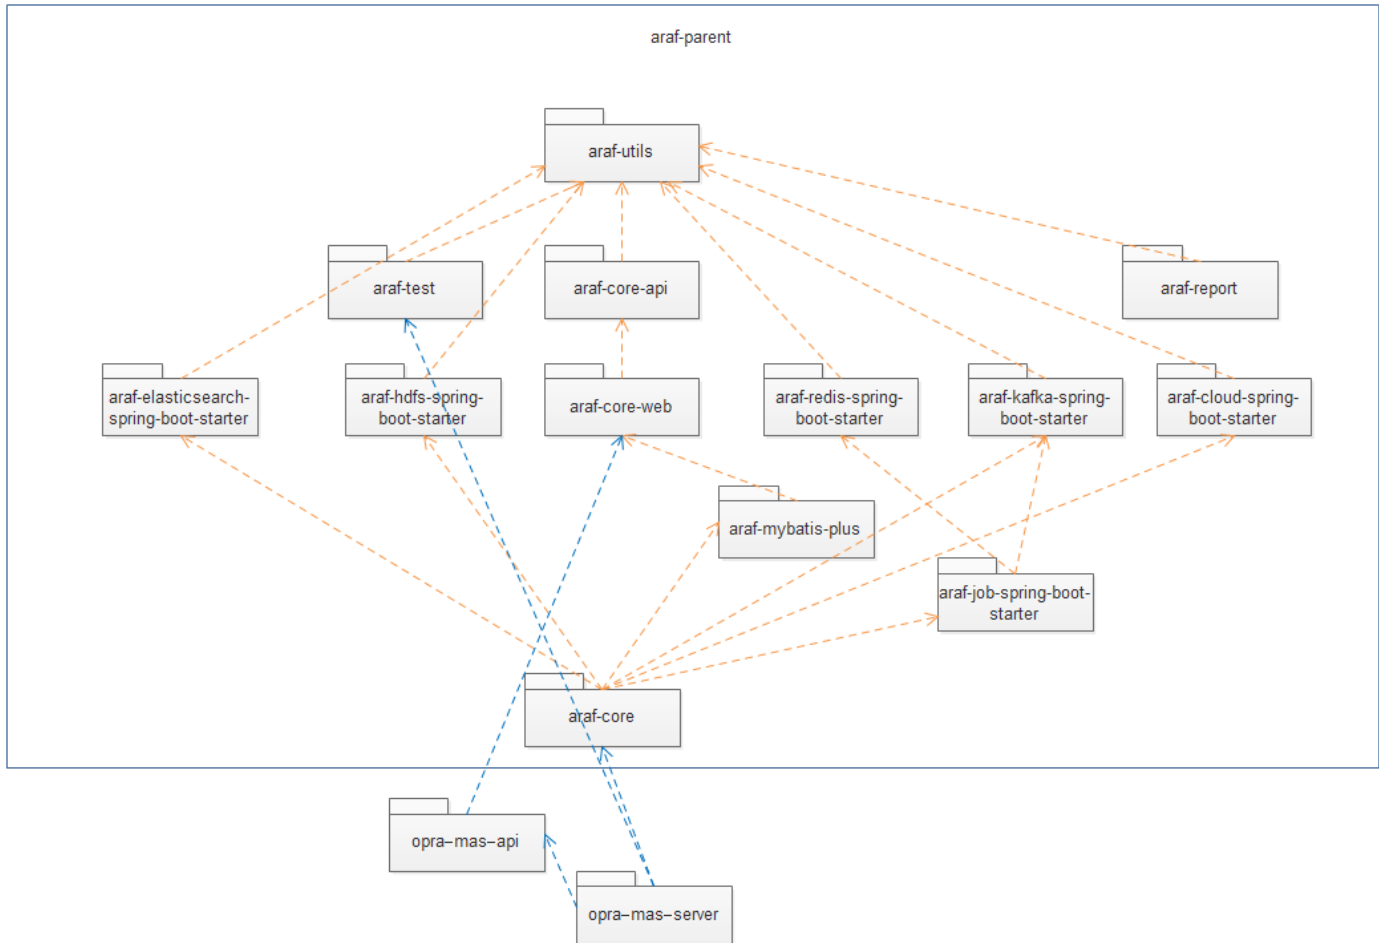 araf-parent
araf-utils
araf-test
araf-core-api
araf-report
araf-elasticsearch-
spring-boot-starter
araf-hdfs-spring-
boot-starter
araf-core-web
araf-redis-spring-
boot-starter
araf-kafka-spring-
boot-starter
araf-cloud-spring-
boot-starter
araf-mybatis-plus
araf-job-spring-boot-
starter
araf-core
opra–mas–api
opra–mas–server